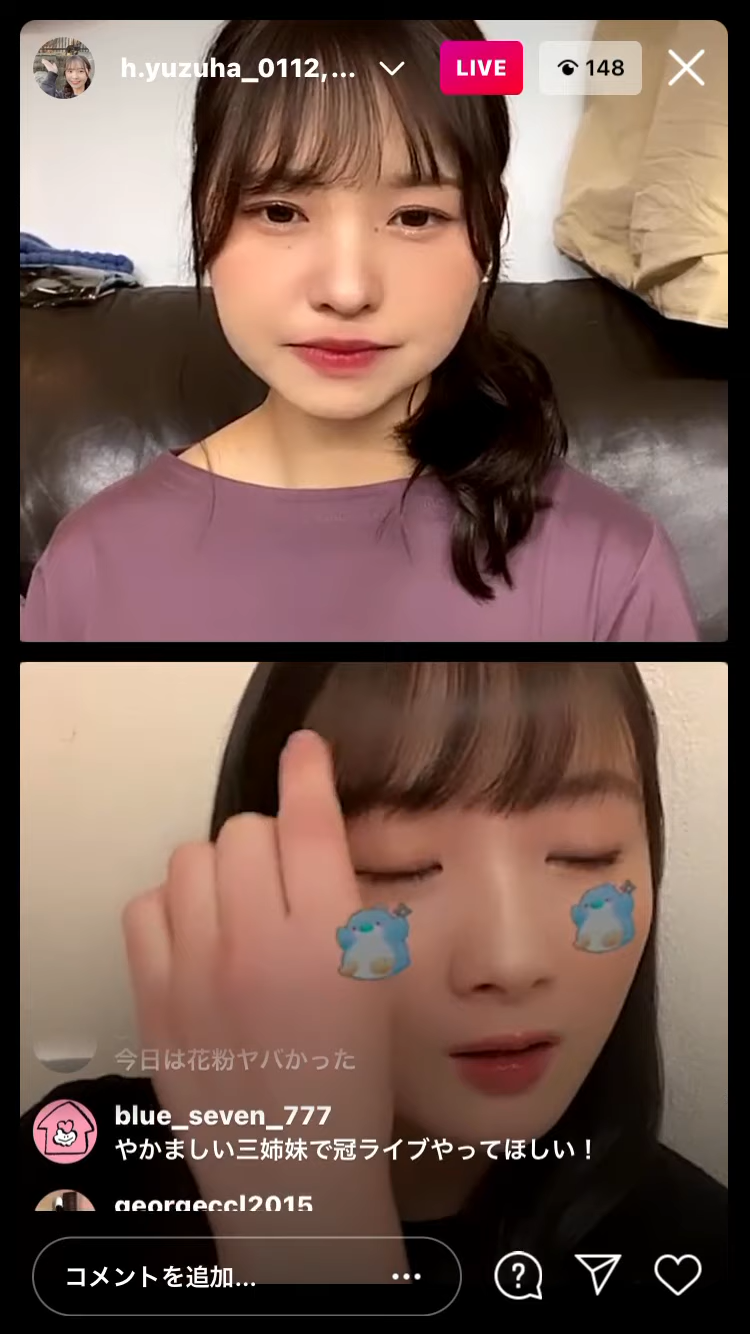 h.yuzuha_0112,...
LIVE
148
今日は花粉ヤバかった
blue_seven_777
やかましい三姉妹で冠ライブやってほしい！
georgeccl2015
コメントを追加...